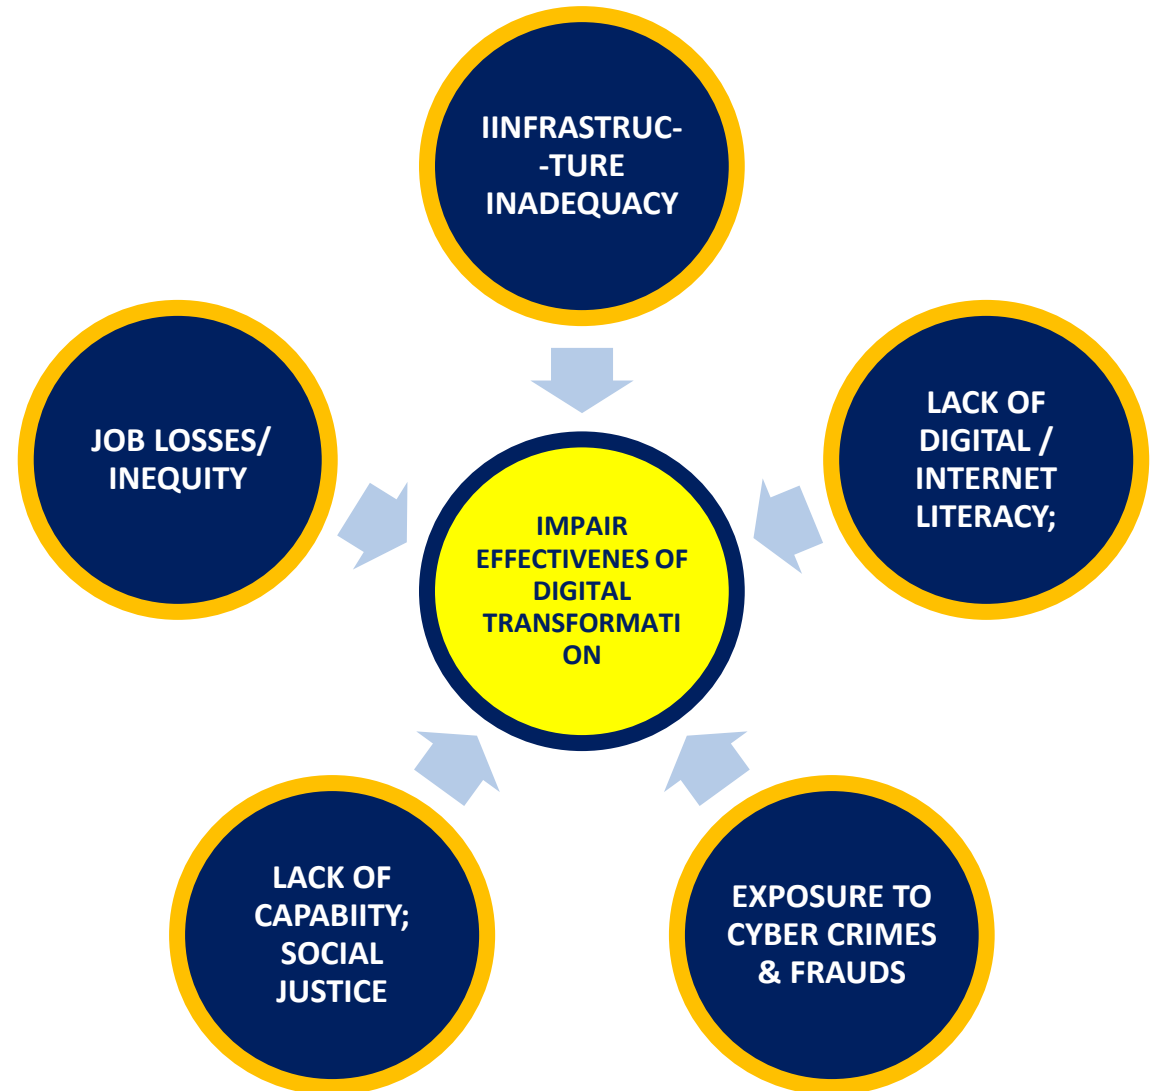 IINFRASTRUC-
-TURE
INADEQUACY
JOB LOSSES/
INEQUITY
LACK OF
DIGITAL /
INTERNET
LITERACY;
IMPAIR
EFFECTIVENES OF
DIGITAL
TRANSFORMATI
ON
LACK OF
CAPABIITY;
SOCIAL
JUSTICE
EXPOSURE TO
CYBER CRIMES
& FRAUDS